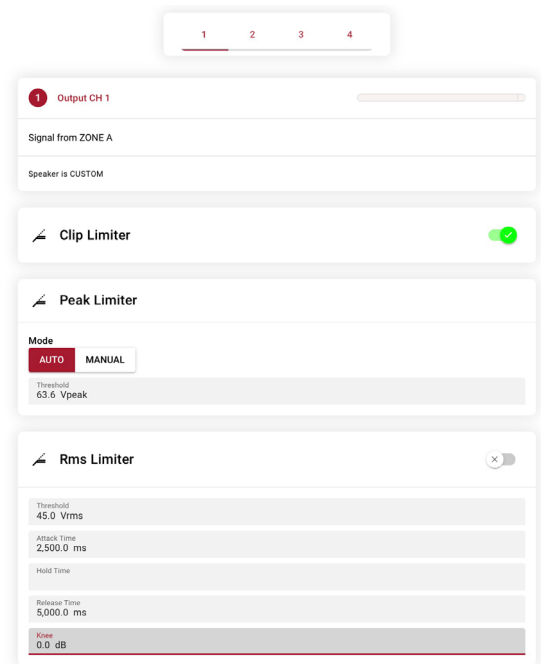 1 2 3 4
1 Output CH 1
Signal from ZONE A
Speaker is CUSTOM
Clip Limiter
Peak Limiter
Mode
AUTO MANUAL
Threshold
63.6 Vpeak
Rms Limiter
Threshold
45.0 Vrms
Attack Time
2,500.0 ms
Hold Time
Release Time
5,000.0 ms
Knee
0.0 dB